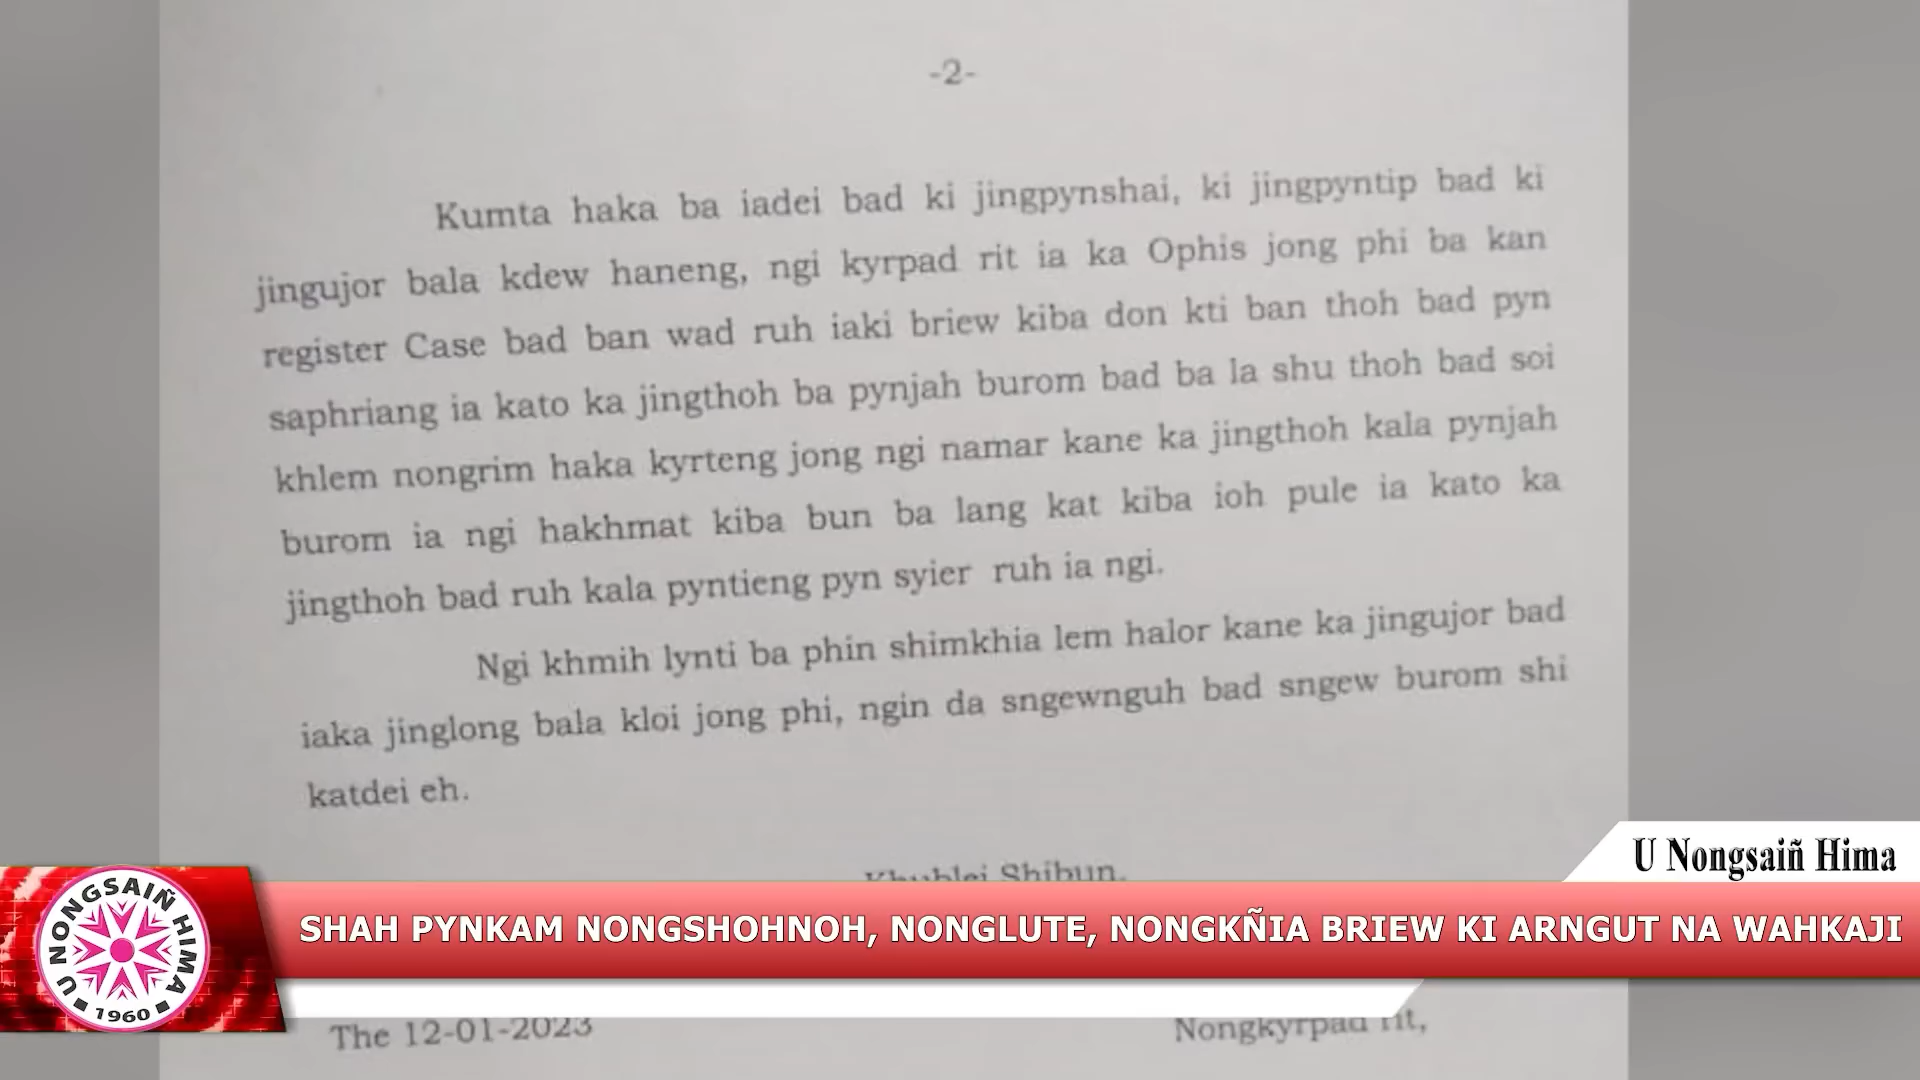 -2-
Kumta haka ba iadei bad ki jingpynshai, ki jingpyntip bad ki
jingujor bala kdew haneng, ngi kyrpad rit ia ka Ophis jong phi ba kan
register Case bad ban wad ruh iaki briew kiba don kti ban thoh bad pyn
saphriang ia kato ka jingthoh ba pynjah burom bad ba la shu thoh bad soi
khlem nongrim haka kyrteng jong ngi namar kane ka jingthoh kala pynjah
burom ia ngi hakhmat kiba bun ba lang kat kiba ioh pule ia kato ka
jingthoh bad ruh kala pyntieng pyn syier ruh ia ngi.
Ngi khmih lynti ba phin shimkhia lem halor kane ka jingujor bad
iaka jinglong bala kloi jong phi, ngin da sngewnguh bad sngew burom shi
katdei eh.
Khublei Shibun.
U Nongsaiñ Hima
SHAH PYNKAM NONGSHOHNOH, NONGLUTE, NONGKÑIA BRIEW KI ARNGUT NA WAHKAJI
U NONGSAIÑ HIMA
1960
The 12-01-2023
Nongkyrpad rit,